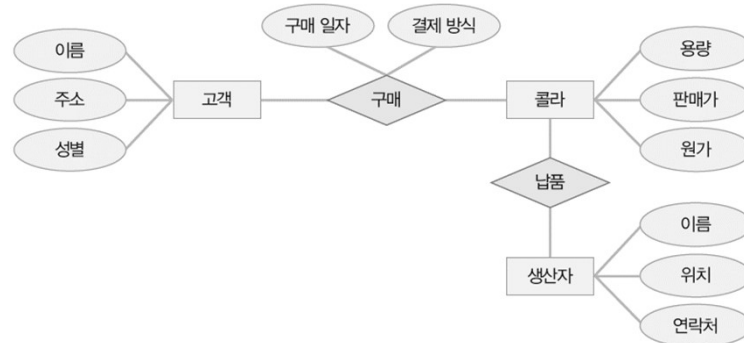 구매 일자
결제 방식
이름
주소
성별
고객
구매
콜라
용량
판매가
원가
납품
생산자
이름
위치
연락처